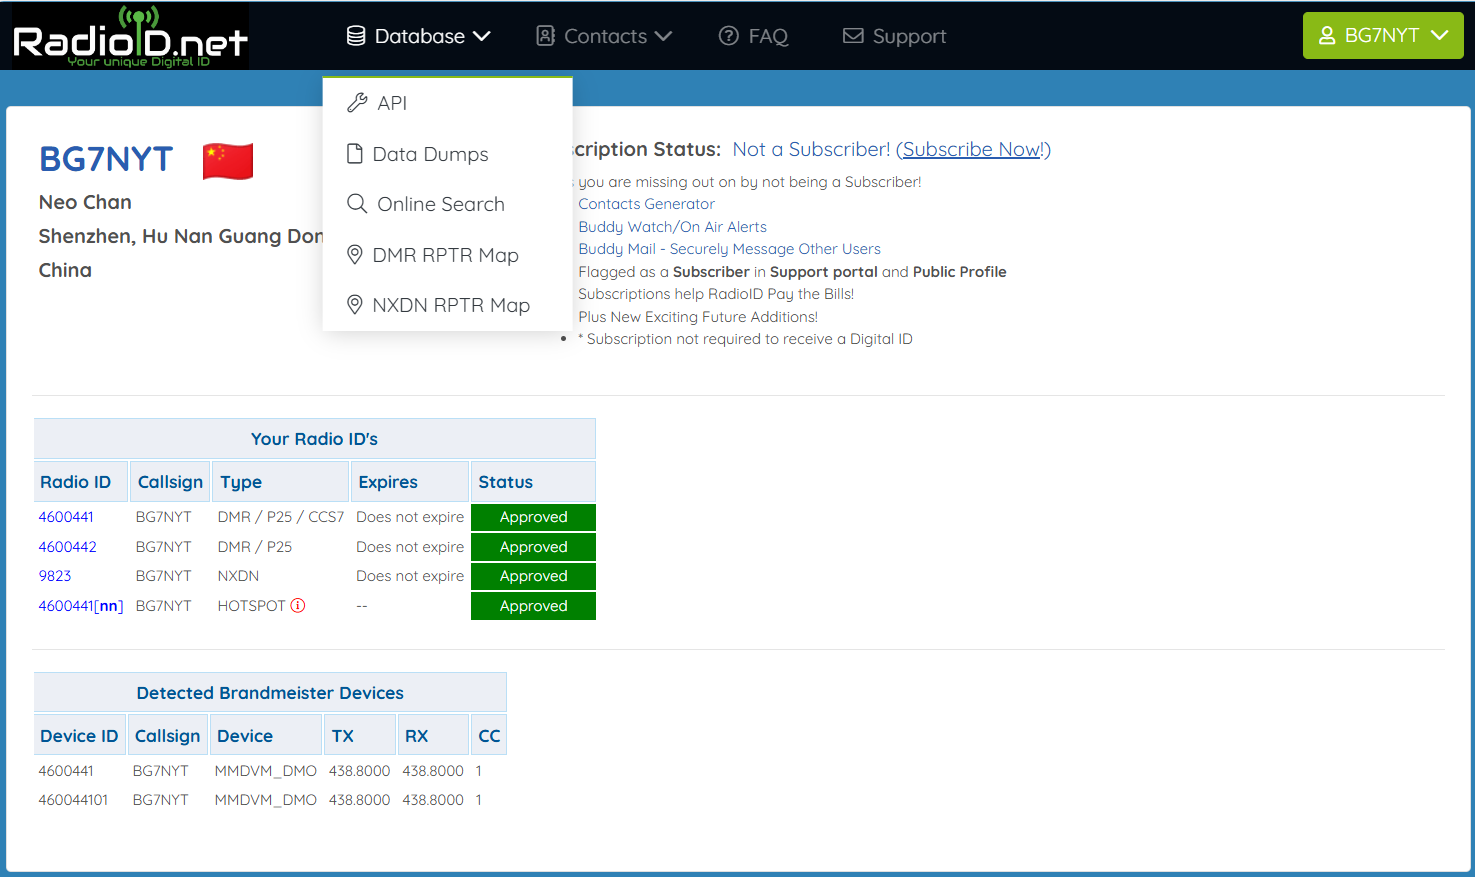 RadioID.net
Your unique Digital ID
Database
Contacts
FAQ
Support
BG7NYT
API
Data Dumps
Online Search
DMR RPTR Map
NXDN RPTR Map
BG7NYT
Neo Chan
Shenzhen, Hu Nan Guang Don
China
scription Status: Not a Subscriber! (Subscribe Now!)
you are missing out on by not being a Subscriber!
Contacts Generator
Buddy Watch/On Air Alerts
Buddy Mail - Securely Message Other Users
Flagged as a Subscriber in Support portal and Public Profile
Subscriptions help RadioID Pay the Bills!
Plus New Exciting Future Additions!
* Subscription not required to receive a Digital ID
Your Radio ID's
Radio ID Callsign Type Expires Status
4600441 BG7NYT DMR / P25 / CCS7 Does not expire Approved
4600442 BG7NYT DMR / P25 Does not expire Approved
9823 BG7NYT NXDN Does not expire Approved
4600441[nn] BG7NYT HOTSPOT -- Approved
Detected Brandmeister Devices
Device ID Callsign Device TX RX CC
4600441 BG7NYT MMDVM_DMO 438.8000 438.8000 1
460044101 BG7NYT MMDVM_DMO 438.8000 438.8000 1